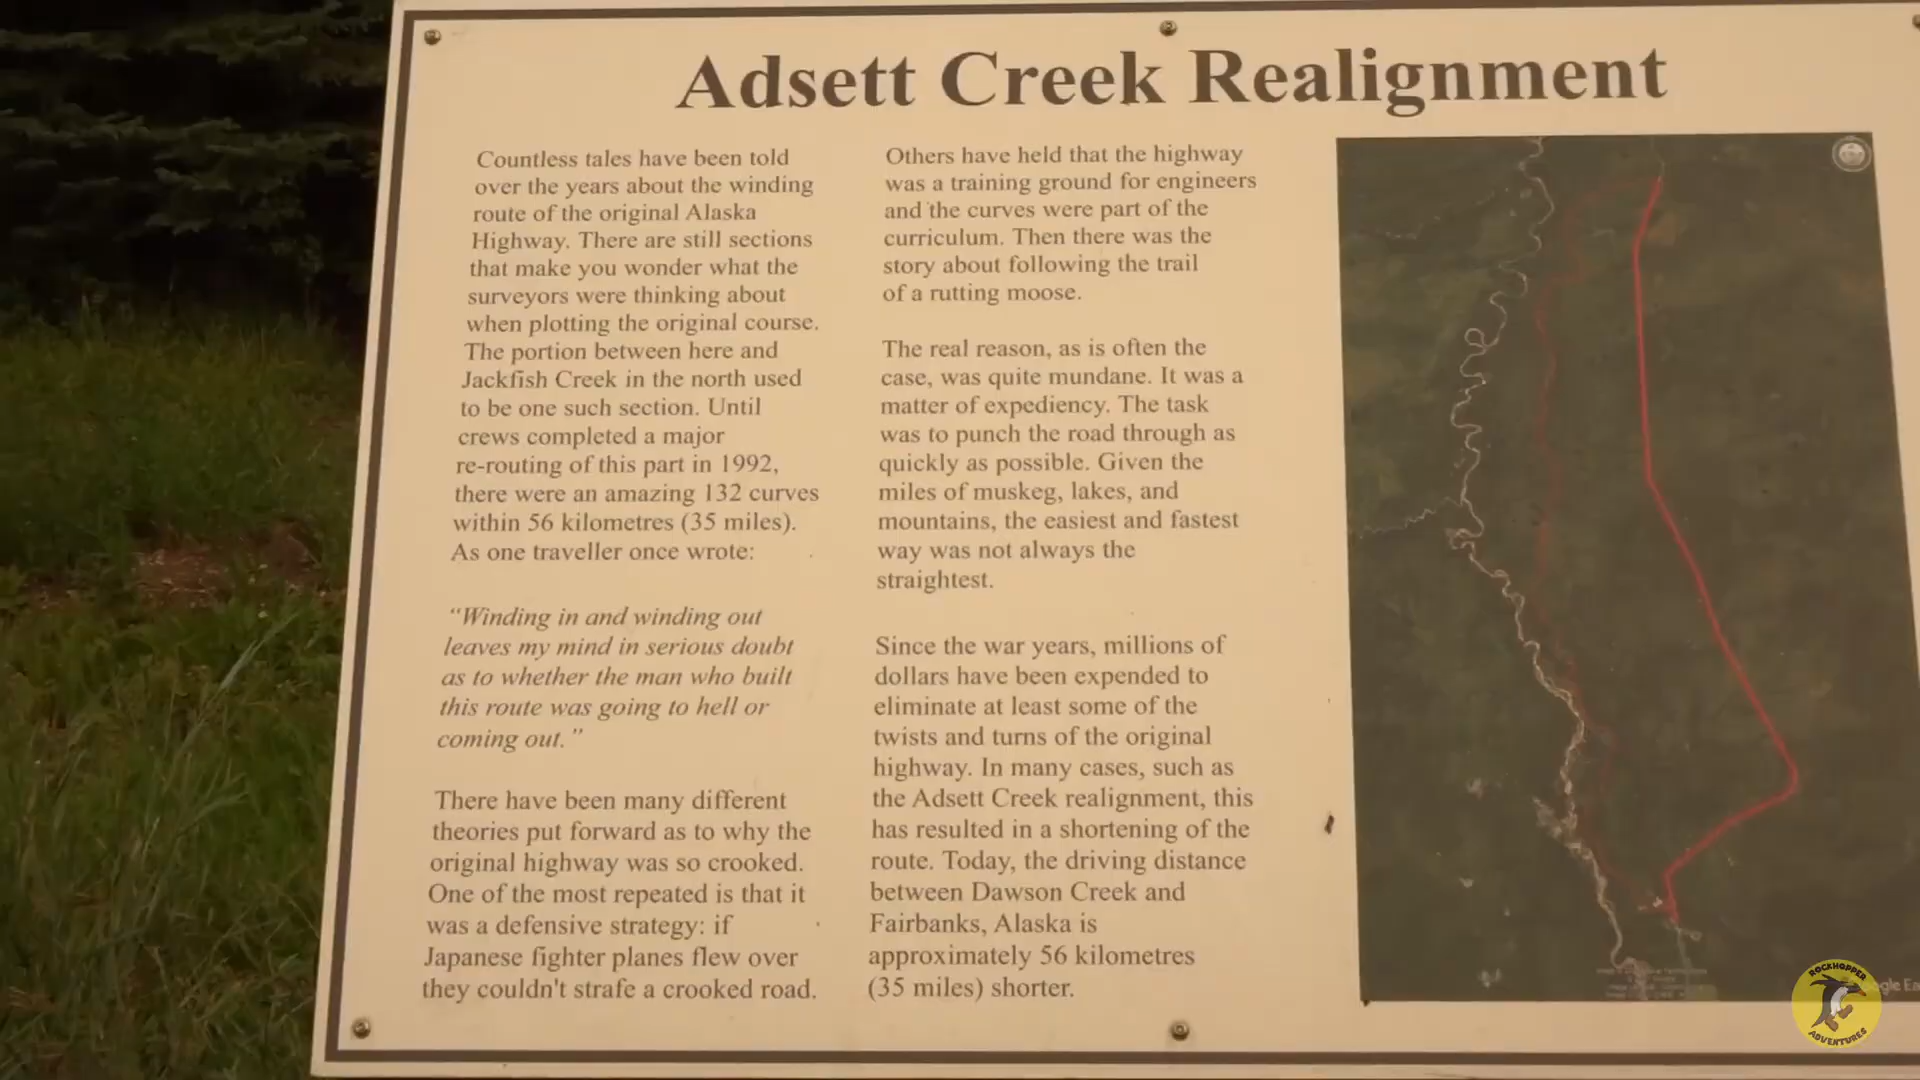 Adsett Creek Realignment
Countless tales have been told
over the years about the winding
route of the original Alaska
Highway. There are still sections
that make you wonder what the
surveyors were thinking about
when plotting the original course.
The portion between here and
Jackfish Creek in the north used
to be one such section. Until
crews completed a major
re-routing of this part in 1992,
there were an amazing 132 curves
within 56 kilometres (35 miles).
As one traveller once wrote:
“Winding in and winding out
leaves my mind in serious doubt
as to whether the man who built
this route was going to hell or
coming out.”
There have been many different
theories put forward as to why the
original highway was so crooked.
One of the most repeated is that it
was a defensive strategy: if
Japanese fighter planes flew over
they couldn't strafe a crooked road.
Others have held that the highway
was a training ground for engineers
and the curves were part of the
curriculum. Then there was the
story about following the trail
of a rutting moose.
The real reason, as is often the
case, was quite mundane. It was a
matter of expediency. The task
was to punch the road through as
quickly as possible. Given the
miles of muskeg, lakes, and
mountains, the easiest and fastest
way was not always the
straightest.
Since the war years, millions of
dollars have been expended to
eliminate at least some of the
twists and turns of the original
highway. In many cases, such as
the Adsett Creek realignment, this
has resulted in a shortening of the
route. Today, the driving distance
between Dawson Creek and
Fairbanks, Alaska is
approximately 56 kilometres
(35 miles) shorter.
ROCKHOPPER
ADVENTURES